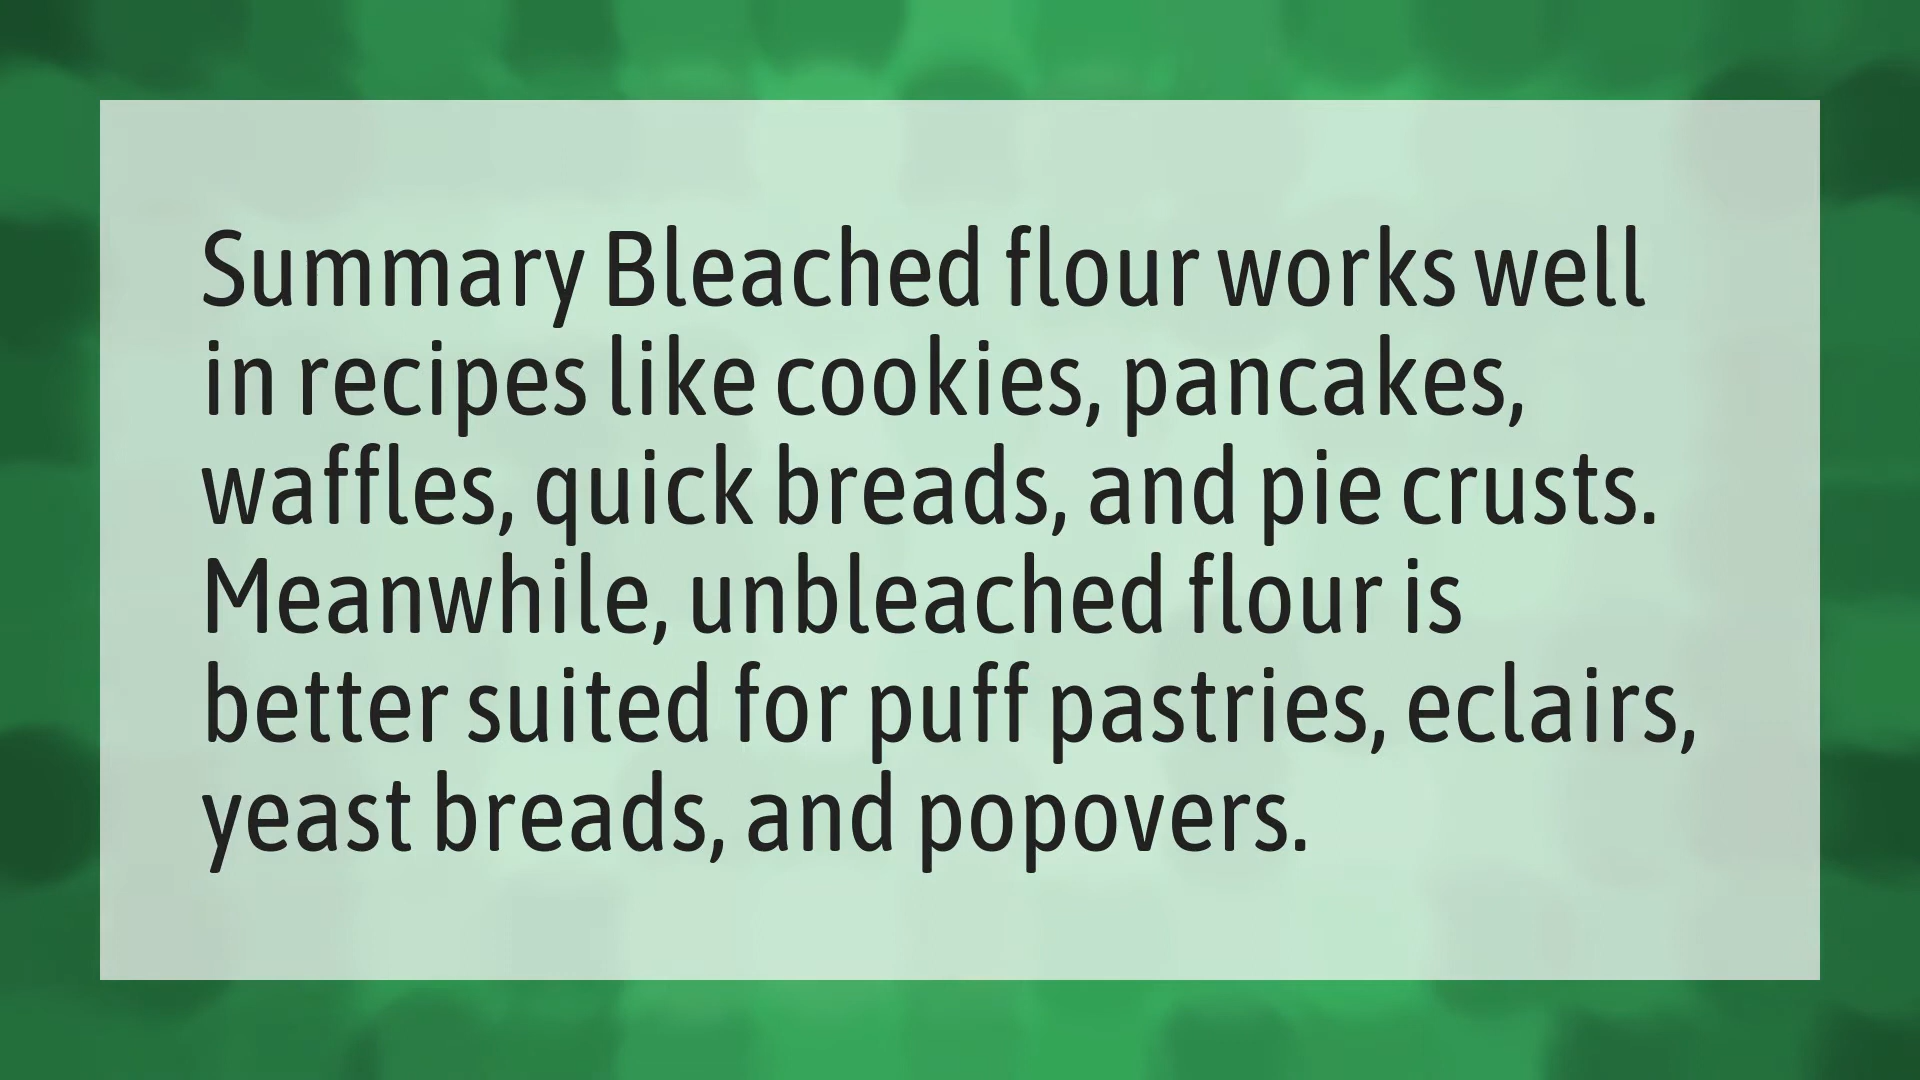 Summary Bleached flour works well
in recipes like cookies, pancakes,
waffles, quick breads, and pie crusts.
Meanwhile, unbleached flour is
better suited for puff pastries, eclairs,
yeast breads, and popovers.